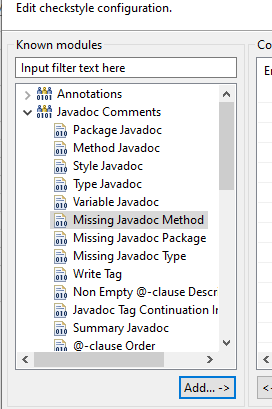 Edit checkstyle configuration.
Known modules
Input filter text here
Annotations
Javadoc Comments
Package Javadoc
Method Javadoc
Style Javadoc
Type Javadoc
Variable Javadoc
Missing Javadoc Method
Missing Javadoc Package
Missing Javadoc Type
Write Tag
Non Empty @-clause Descr
Javadoc Tag Continuation In
Summary Javadoc
@-clause Order
Add... ->
Co
<-